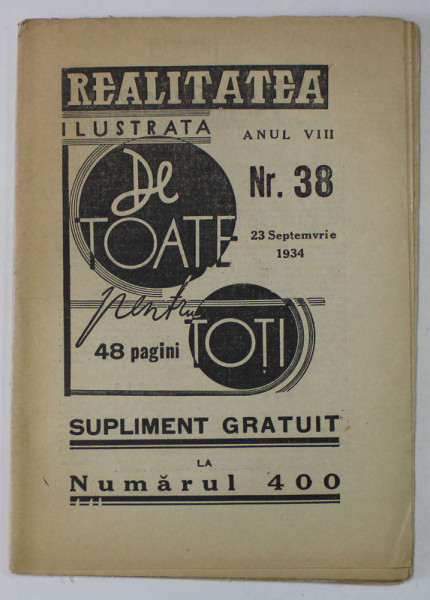 REALITATEA
ILUSTRATA
ANUL VIII
Nr. 38
23 Septemvrie
1934
De
TOATE
pentru
TOȚI
48 pagini
SUPLIMENT GRATUIT
LA
Numărul 400